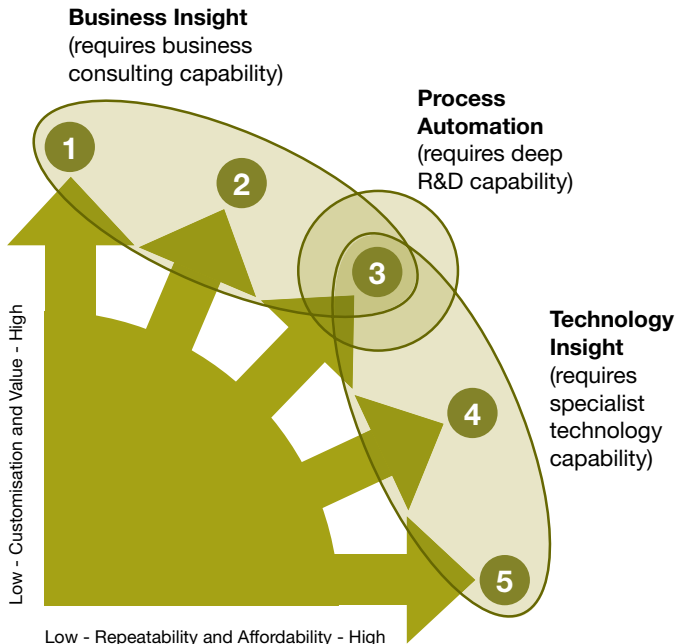 Business Insight
(requires business
consulting capability)
Process
Automation
(requires deep
R&D capability)
1
2
3
Technology
Insight
(requires
specialist
technology
capability)
4
5
Low - Customisation and Value - High
Low - Repeatability and Affordability - High